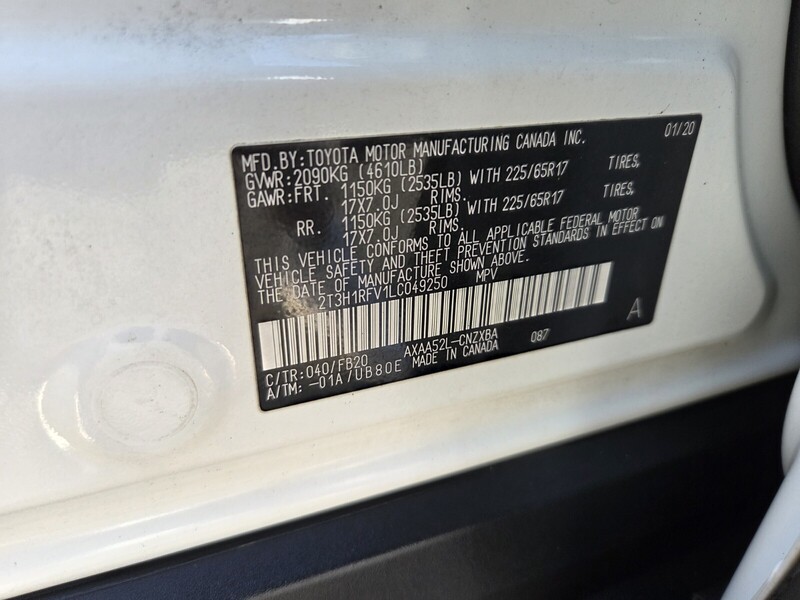 01/20
MFD.BY:TOYOTA MOTOR MANUFACTURING CANADA INC.
GVWR:2090KG (4610LB)
GAWR:FRT. 1150KG (2535LB) WITH 225/65R17 TIRES,
17X7.0J RIMS.
RR. 1150KG (2535LB) WITH 225/65R17 TIRES,
17X7.0J RIMS.
THIS VEHICLE CONFORMS TO ALL APPLICABLE FEDERAL MOTOR
VEHICLE SAFETY AND THEFT PREVENTION STANDARDS IN EFFECT ON
THE DATE OF MANUFACTURE SHOWN ABOVE.
2T3H1RFV1LC049250 MPV
C/TR:040/FB20 AXAA52L-CNZXBA 087 A
A/TM:-01A/UB80E MADE IN CANADA